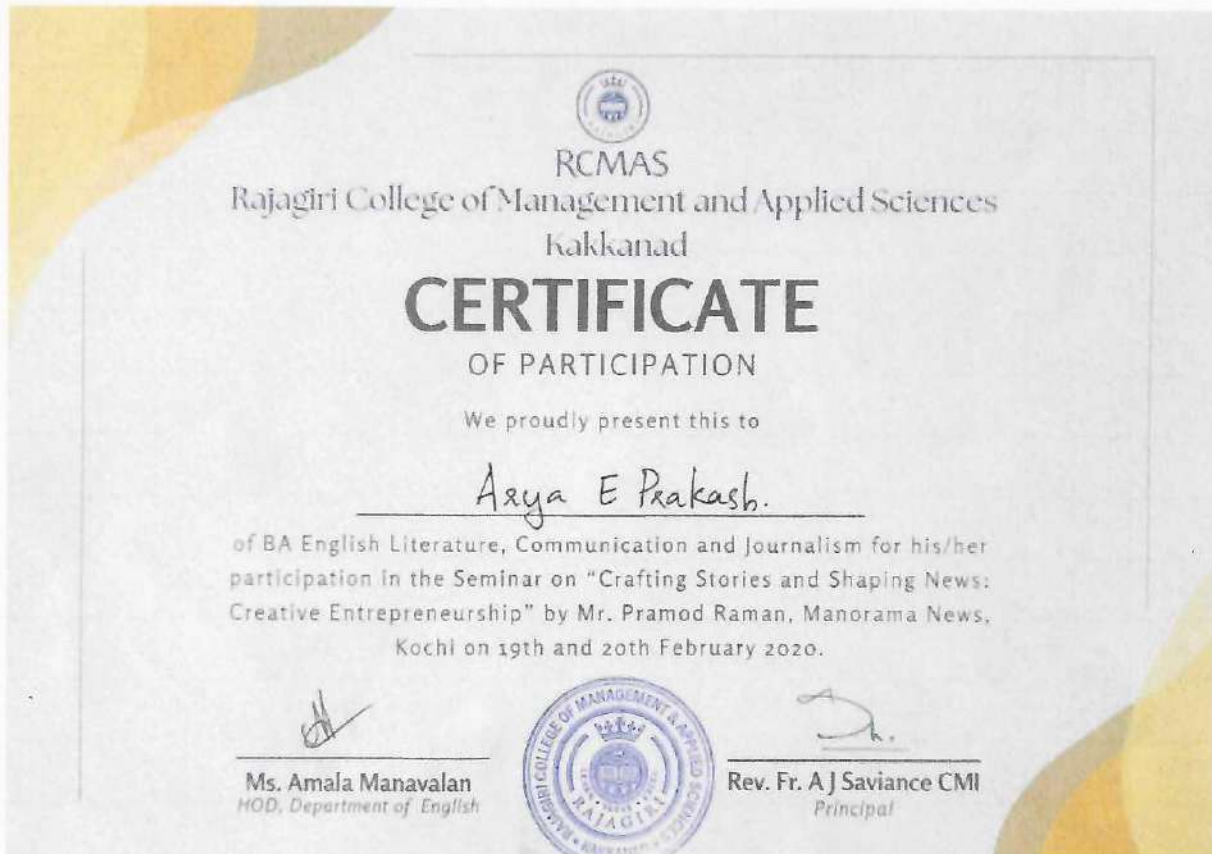 RCMAS
Rajagiri College of Management and Applied Sciences
Kakkanad
CERTIFICATE
OF PARTICIPATION
We proudly present this to
Arya E Prakash.
of BA English Literature, Communication and Journalism for his/her
participation in the Seminar on "Crafting Stories and Shaping News:
Creative Entrepreneurship" by Mr. Pramod Raman, Manorama News,
Kochi on 19th and 20th February 2020.
RAJAGIRI COLLEGE OF MANAGEMENT & APPLIED SCIENCES
RAJAGIRI
Ms. Amala Manavalan
HOD, Department of English
Rev. Fr. A J Saviance CMI
Principal